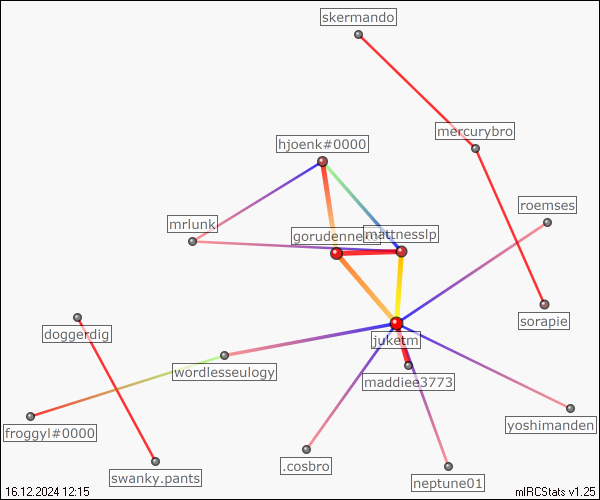 skermando
mercurybro
hjoenk#0000
roemses
mrlunk
mattnesslp
sorapie
doggerdig
juketm
wordlesseulogy
maddiee3773
yoshimanden
froggyl#0000
.cosbro
swanky.pants
neptune01
16.12.2024 12:15
mIRCStats v1.25